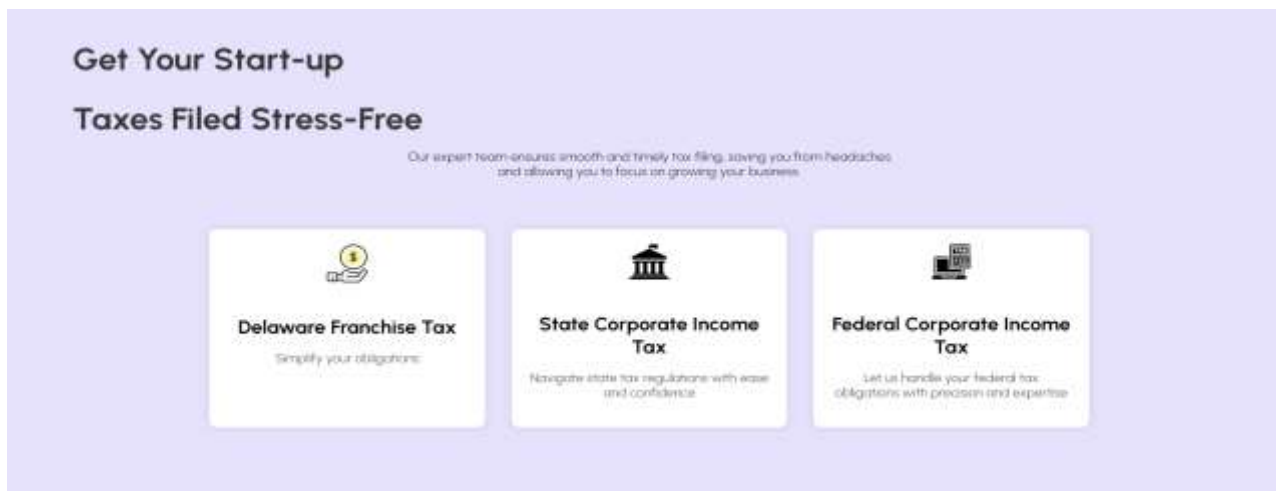 Get Your Start-up
Taxes Filed Stress-Free
Our expert team ensures smooth and timely tax filing, saving you from headaches
and allowing you to focus on growing your business
$
Delaware Franchise Tax
Simplify your obligations
State Corporate Income
Tax
Navigate state tax regulations with ease
and confidence
TAX
Federal Corporate Income
Tax
Let us handle your federal tax
obligations with precision and expertise